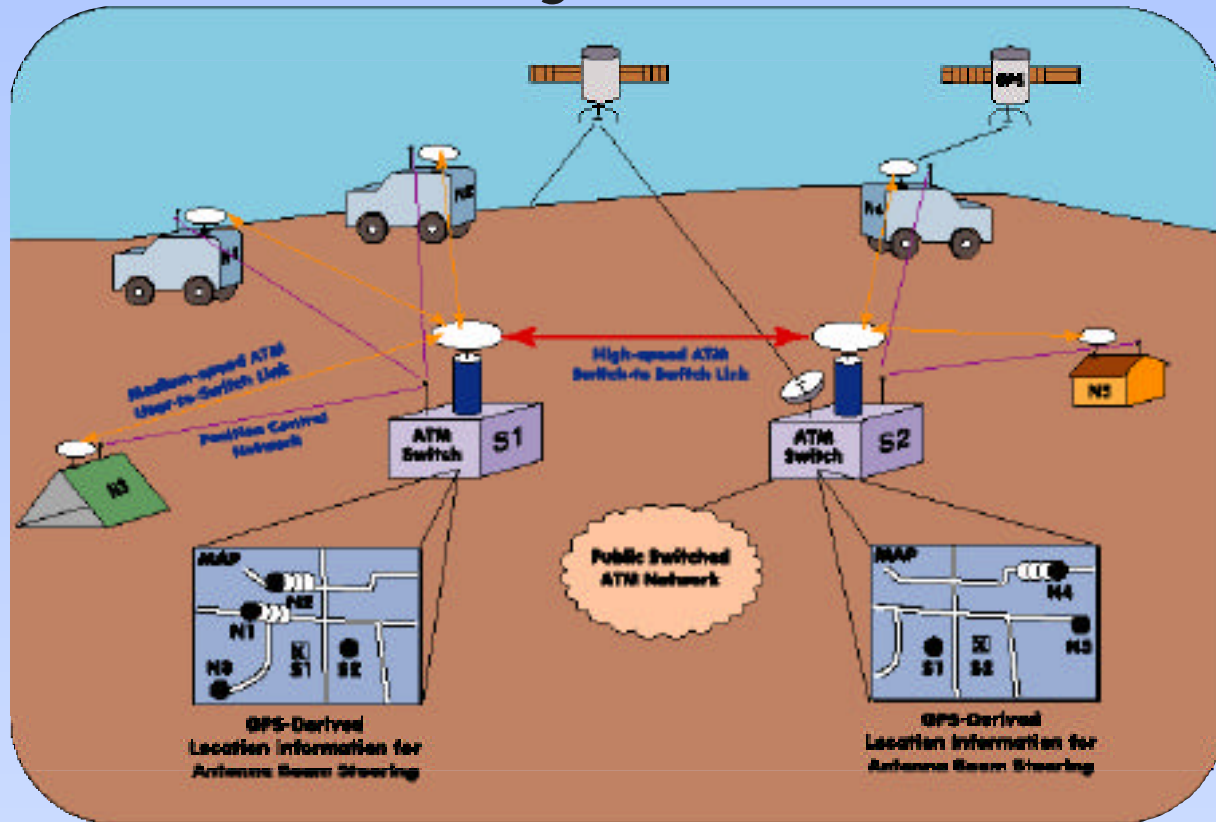 GPS
N2
N4
N1
High-speed ATM
Switch-to Switch Link
Medium-speed ATM
User-to-Switch Link
Position Control
Network
N5
N3
ATM
Switch
S1
ATM
Switch
S2
Public Switched
ATM Network
MAP
N2
N1
N3
S1
S2
MAP
N4
N5
S1
S2
GPS-Derived
Location Information for
Antenna Beam Steering
GPS-Derived
Location Information for
Antenna Beam Steering